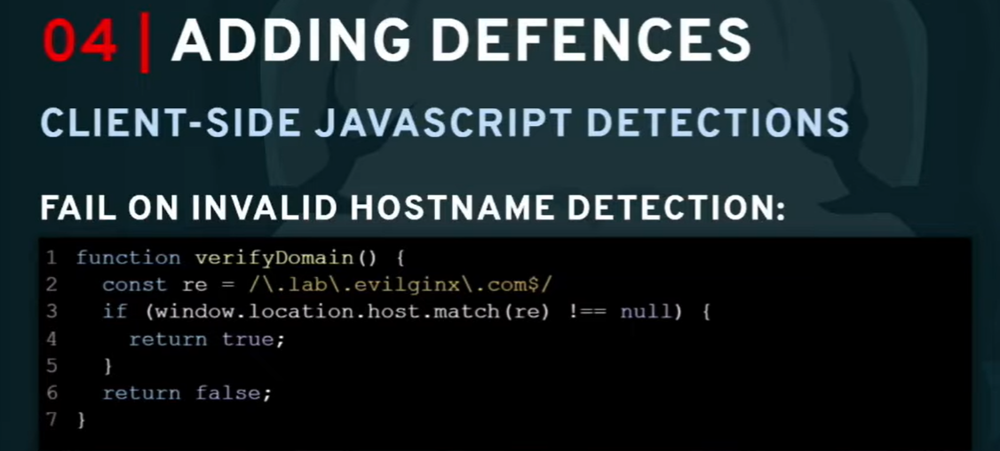 04 | ADDING DEFENCES
CLIENT-SIDE JAVASCRIPT DETECTIONS
FAIL ON INVALID HOSTNAME DETECTION:
1 function verifyDomain() {
2   const re = /\.lab\.evilginx\.com$/
3   if (window.location.host.match(re) !== null) {
4     return true;
5   }
6   return false;
7 }